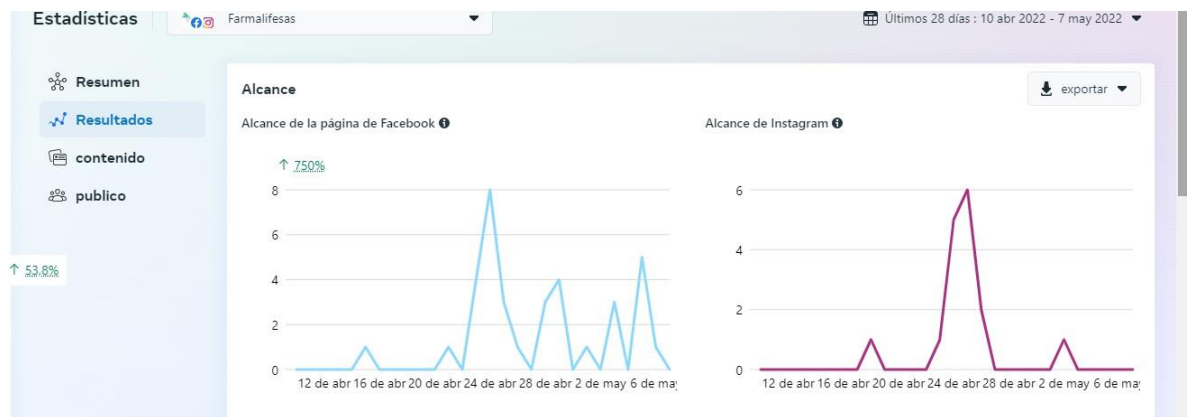 Estadísticas
Farmalifesas
Últimos 28 días : 10 abr 2022 - 7 may 2022
Resumen
Resultados
contenido
publico
53,8%
Alcance
exportar
Alcance de la página de Facebook
750%
8
6
4
2
0
12 de abr 16 de abr 20 de abr 24 de abr 28 de abr 2 de may 6 de may
Alcance de Instagram
6
4
2
0
12 de abr 16 de abr 20 de abr 24 de abr 28 de abr 2 de may 6 de may